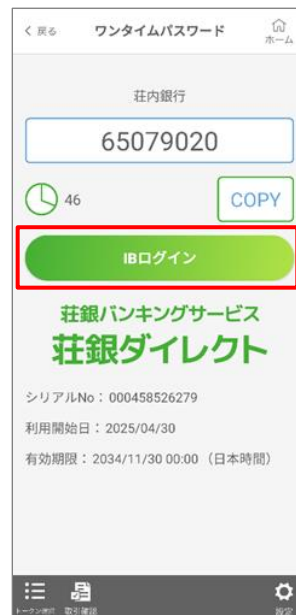 戻る ワンタイムパスワード
ホーム
荘内銀行
65079020
46 COPY
IBログイン
荘銀バンキングサービス
荘銀ダイレクト
シリアルNo：000458526279
利用開始日：2025/04/30
有効期限：2034/11/30 00:00 （日本時間）
トークン選択 取引確認 設定